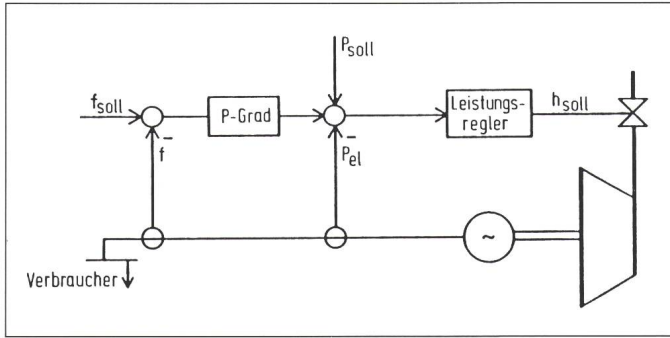 P_soll
f_soll
P-Grad
Leistungs-
regler
h_soll
-
f
-
P_el
~
Verbraucher